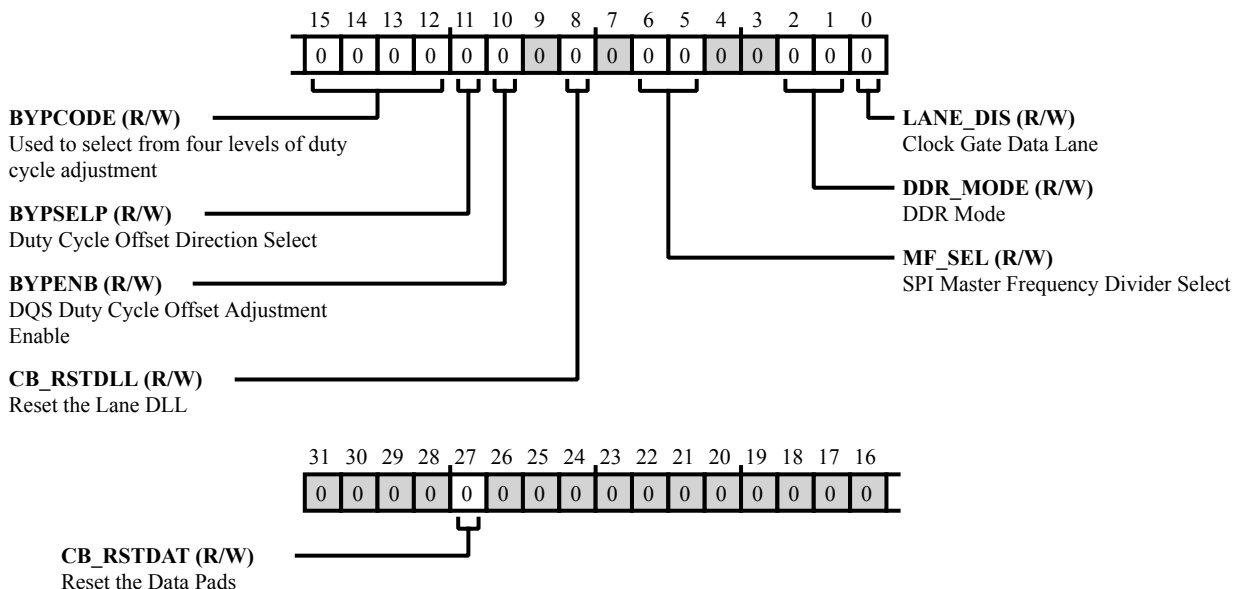 15 14 13 12 11 10 9 8 7 6 5 4 3 2 1 0
0 0 0 0 0 0 0 0 0 0 0 0 0 0 0 0
BYPCODE (R/W)
Used to select from four levels of duty
cycle adjustment
BYPSELP (R/W)
Duty Cycle Offset Direction Select
BYPENB (R/W)
DQS Duty Cycle Offset Adjustment
Enable
CB_RSTDLL (R/W)
Reset the Lane DLL
LANE_DIS (R/W)
Clock Gate Data Lane
DDR_MODE (R/W)
DDR Mode
MF_SEL (R/W)
SPI Master Frequency Divider Select
31 30 29 28 27 26 25 24 23 22 21 20 19 18 17 16
0 0 0 0 0 0 0 0 0 0 0 0 0 0 0 0
CB_RSTDAT (R/W)
Reset the Data Pads